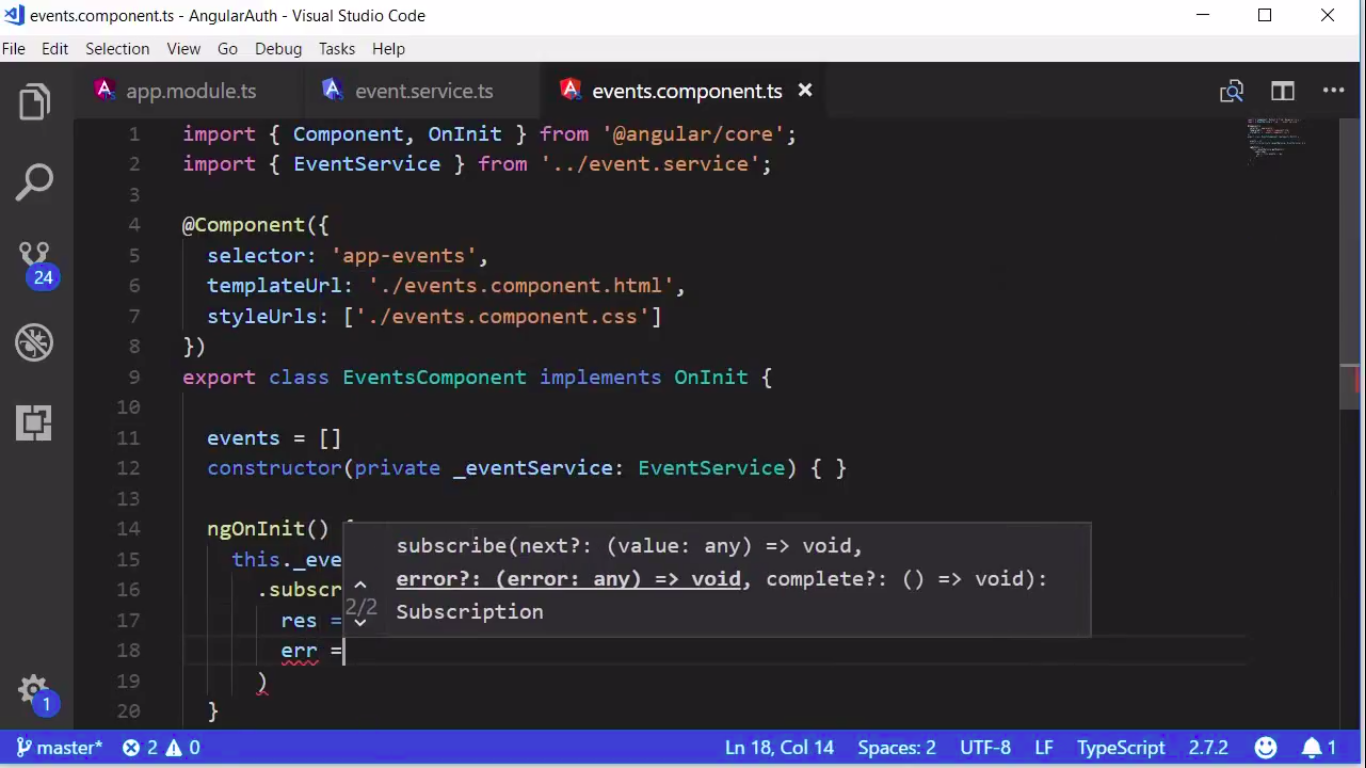 events.component.ts - AngularAuth - Visual Studio Code
File Edit Selection View Go Debug Tasks Help
app.module.ts event.service.ts events.component.ts
1 import { Component, OnInit } from '@angular/core';
2 import { EventService } from '../event.service';
3
4 @Component({
5 selector: 'app-events',
6 templateUrl: './events.component.html',
7 styleUrls: ['./events.component.css']
8 })
9 export class EventsComponent implements OnInit {
10
11 events = []
12 constructor(private _eventService: EventService) { }
13
14 ngOnInit() {
subscribe(next?: (value: any) => void,
15 this._eve
error?: (error: any) => void, complete?: () => void):
16 .subscr
2/2 Subscription
17 res =
18 err =
19 )
20 }
24
1
master* 2 0 Ln 18, Col 14 Spaces: 2 UTF-8 LF TypeScript 2.7.2 1